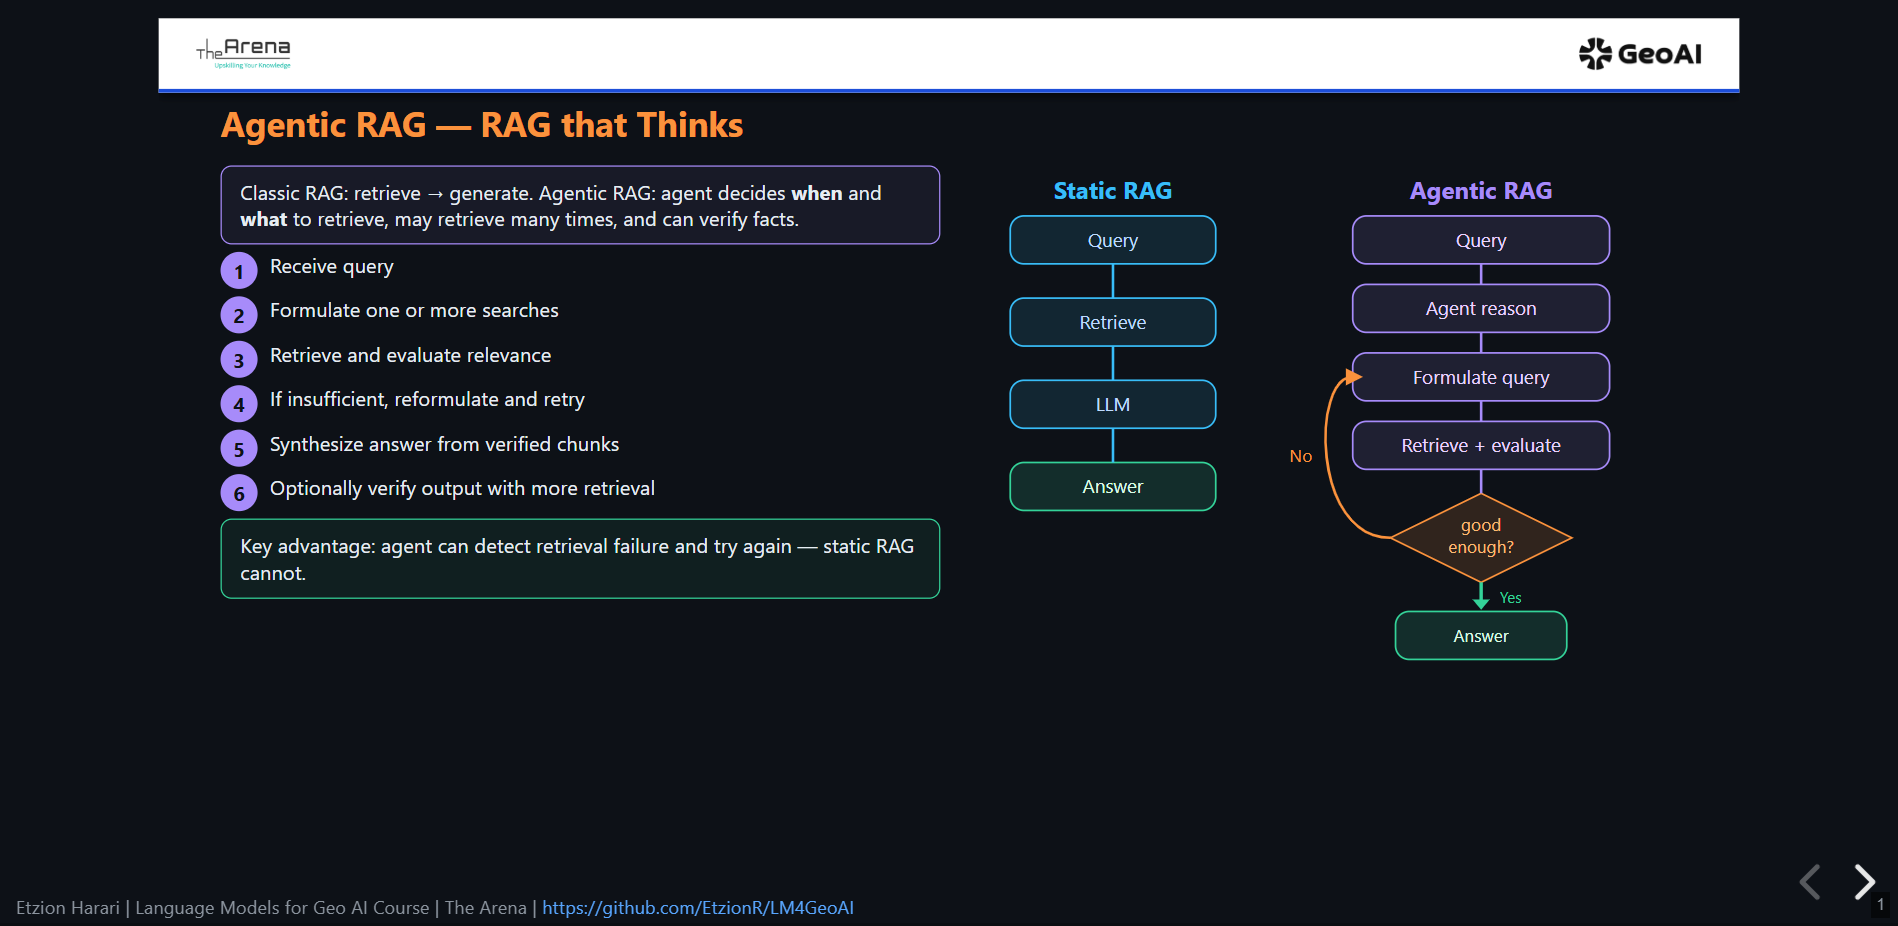 The Arena
Upskilling Your Knowledge
GeoAI
Agentic RAG — RAG that Thinks
Classic RAG: retrieve → generate. Agentic RAG: agent decides when and
what to retrieve, may retrieve many times, and can verify facts.
1 Receive query
2 Formulate one or more searches
3 Retrieve and evaluate relevance
4 If insufficient, reformulate and retry
5 Synthesize answer from verified chunks
6 Optionally verify output with more retrieval
Key advantage: agent can detect retrieval failure and try again — static RAG
cannot.
Static RAG
Query
Retrieve
LLM
Answer
Agentic RAG
Query
Agent reason
Formulate query
Retrieve + evaluate
No
good
enough?
Yes
Answer
Etzion Harari | Language Models for Geo AI Course | The Arena | https://github.com/EtzionR/LM4GeoAI
1